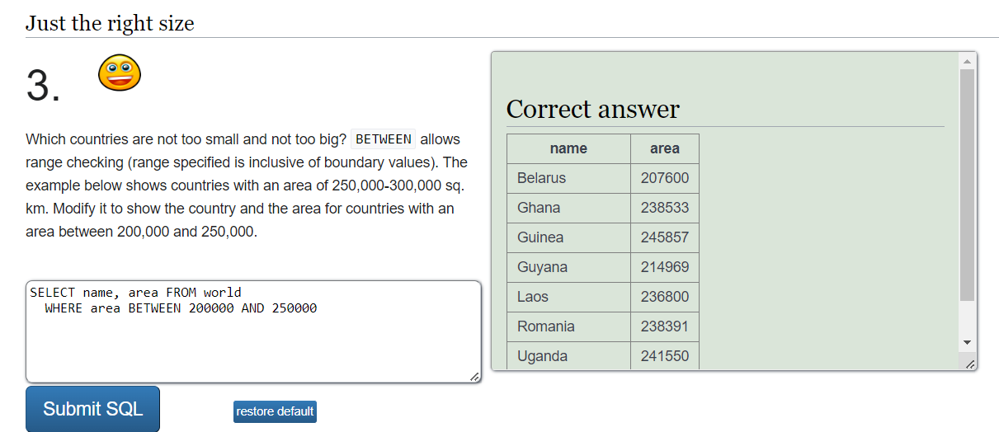 Just the right size
3.
Which countries are not too small and not too big? BETWEEN allows
range checking (range specified is inclusive of boundary values). The
example below shows countries with an area of 250,000-300,000 sq.
km. Modify it to show the country and the area for countries with an
area between 200,000 and 250,000.
SELECT name, area FROM world
WHERE area BETWEEN 200000 AND 250000
Submit SQL
restore default
Correct answer
name area
Belarus 207600
Ghana 238533
Guinea 245857
Guyana 214969
Laos 236800
Romania 238391
Uganda 241550